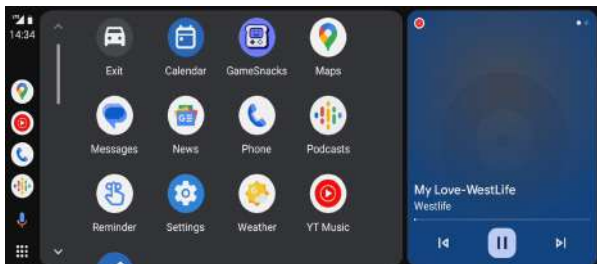 14:34
Exit
Calendar
GameSnacks
Maps
Messages
News
Phone
Podcasts
Reminder
Settings
Weather
YT Music
My Love-WestLife
Westlife